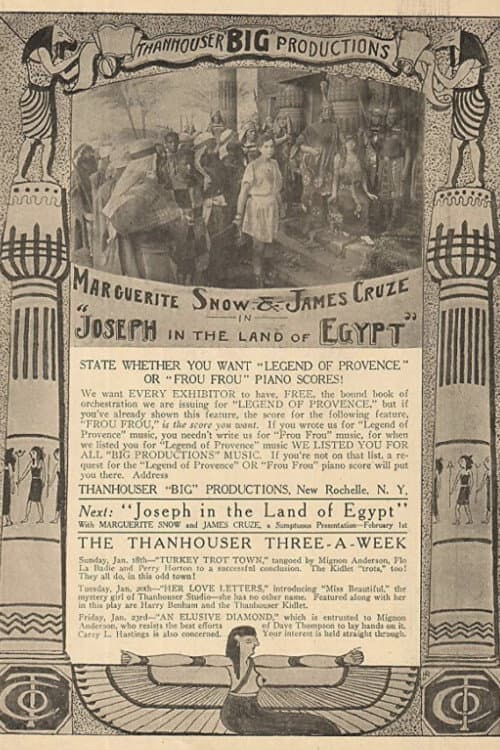 THANHOUSER BIG PRODUCTIONS
MARGUERITE SNOW & JAMES CRUZE
IN
"JOSEPH IN THE LAND OF EGYPT"
STATE WHETHER YOU WANT "LEGEND OF PROVENCE"
OR "FROU FROU" PIANO SCORES!
We want EVERY EXHIBITOR to have, FREE, the bound book of
orchestration we are issuing for "LEGEND OF PROVENCE," but if
you've already shown this feature, the score for the following feature,
"FROU FROU," is the score you want. If you wrote us for "Legend of
Provence" music, you needn't write us for "Frou Frou" music, for when
we listed you for "Legend of Provence" music WE LISTED YOU FOR
ALL "BIG PRODUCTIONS" MUSIC. If you're not on that list, a re-
quest for the "Legend of Provence" OR "Frou Frou" piano score will put
you there. Address
THANHOUSER "BIG" PRODUCTIONS, New Rochelle, N. Y.
Next: "Joseph in the Land of Egypt"
With MARGUERITE SNOW and JAMES CRUZE, a Sumptuous Presentation—February 1st
THE THANHOUSER THREE-A-WEEK
Sunday, Jan. 18th—"TURKEY TROT TOWN," tangoed by Mignon Anderson, Flo
La Badie and Perry Horton to a successful conclusion. The Kidlet "trots," too!
They all do, in this odd town!
Tuesday, Jan. 20th—"HER LOVE LETTERS," introducing "Miss Beautiful," the
mystery girl of Thanhouser Studio—she has no other name. Featured along with her
in this play are Harry Benham and the Thanhouser Kidlet.
Friday, Jan. 23rd—"AN ELUSIVE DIAMOND," which is entrusted to Mignon
Anderson, who resists the best efforts of Dave Thompson to lay hands on it.
Carey L. Hastings is also concerned. Your interest is held straight through.